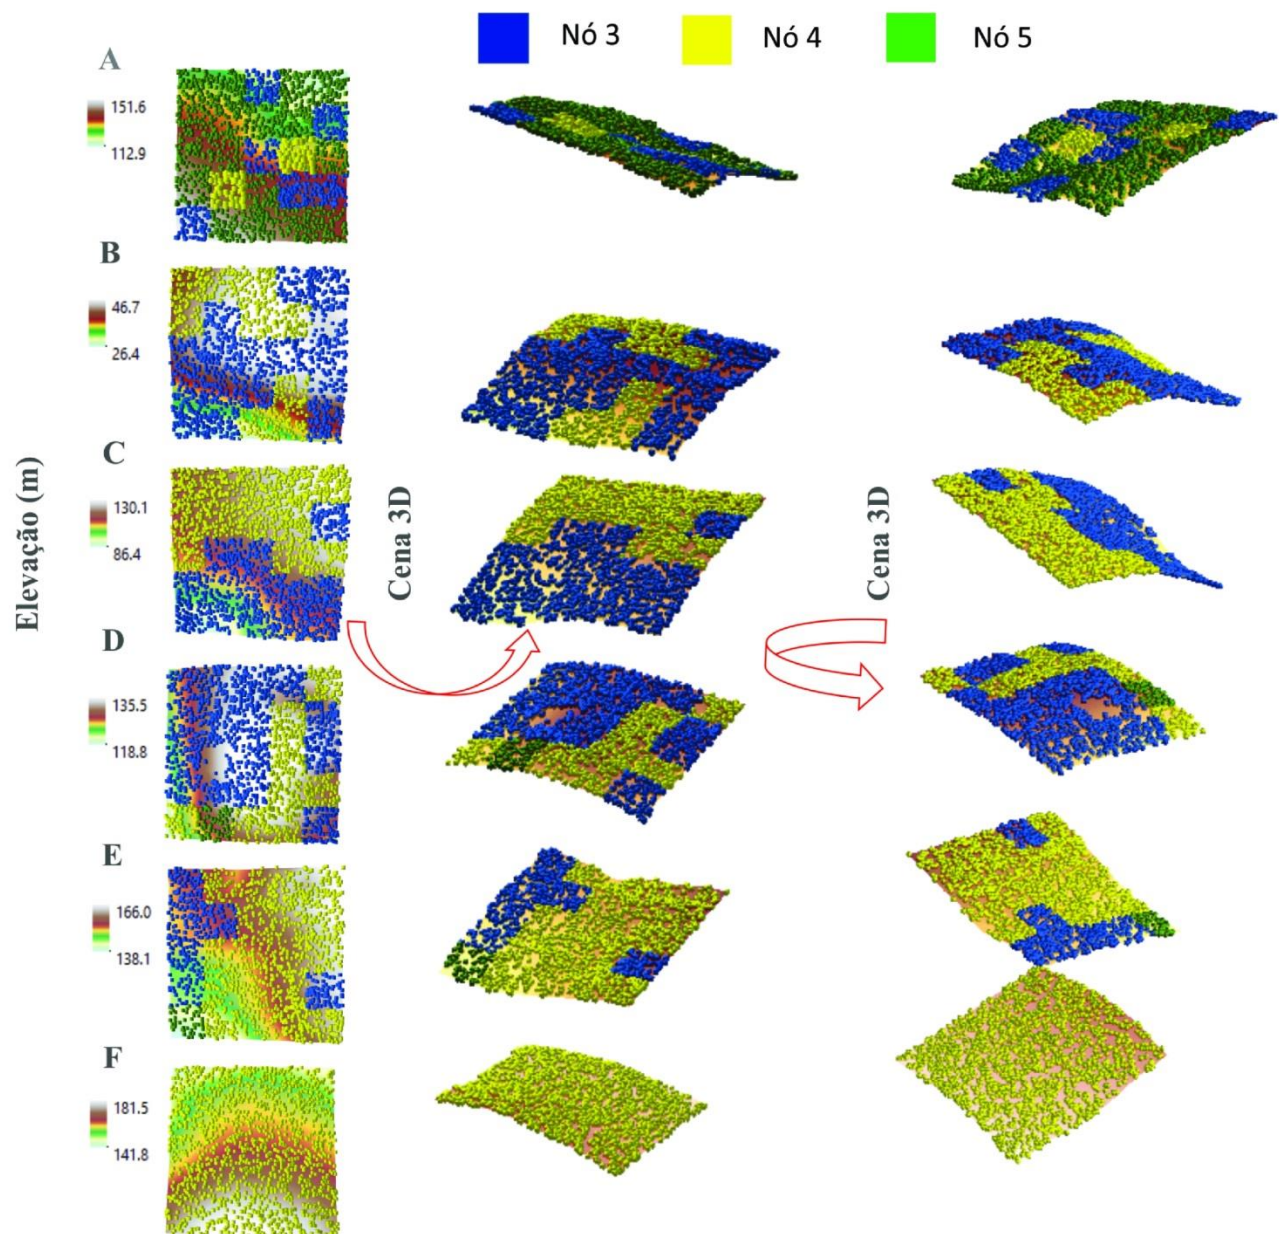 Nó 3
Nó 4
Nó 5
A
151.6
112.9
B
46.7
26.4
C
130.1
86.4
D
135.5
118.8
E
166.0
138.1
F
181.5
141.8
Elevação (m)
Cena 3D
Cena 3D